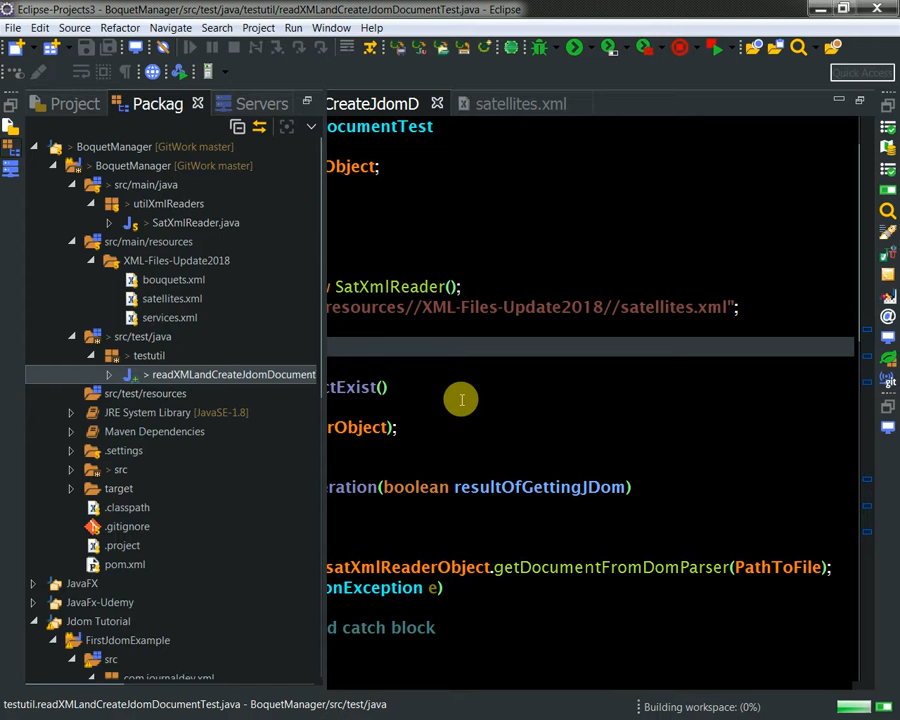 Eclipse-Projects3 - BoquetManager/src/test/java/testutil/readXMLandCreateJdomDocumentTest.java - Eclipse
File Edit Source Refactor Navigate Search Project Run Window Help
Quick Access
Project Packag Servers CreateJdomD satellites.xml
> BoquetManager [GitWork master]
> BoquetManager [GitWork master]
> src/main/java
> utilXmlReaders
> SatXmlReader.java
src/main/resources
XML-Files-Update2018
bouquets.xml
satellites.xml
services.xml
> src/test/java
> testutil
> readXMLandCreateJdomDocument
src/test/resources
JRE System Library [JavaSE-1.8]
Maven Dependencies
.settings
> src
target
.classpath
.gitignore
.project
pom.xml
JavaFX
JavaFx-Udemy
Jdom Tutorial
FirstJdomExample
src
com.journaldev.xml
ocumentTest
Object;
SatXmlReader();
resources//XML-Files-Update2018//satellites.xml";
ctExist()
rObject);
eration(boolean resultOfGettingJDom)
satXmlReaderObject.getDocumentFromDomParser(PathToFile);
onException e)
d catch block
testutil.readXMLandCreateJdomDocumentTest.java - BoquetManager/src/test/java
Building workspace: (0%)